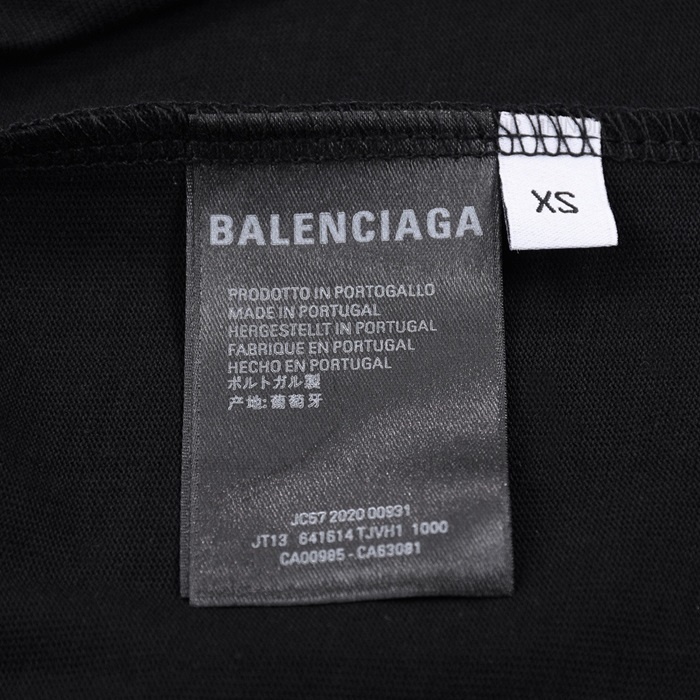 BALENCIAGA
XS
PRODOTTO IN PORTOGALLO
MADE IN PORTUGAL
HERGESTELLT IN PORTUGAL
FABRIQUE EN PORTUGAL
HECHO EN PORTUGAL
ポルトガル製
产地:葡萄牙
JC57 2020 00931
JT13 641614 TJVH1 1000
CA00985 - CA63081